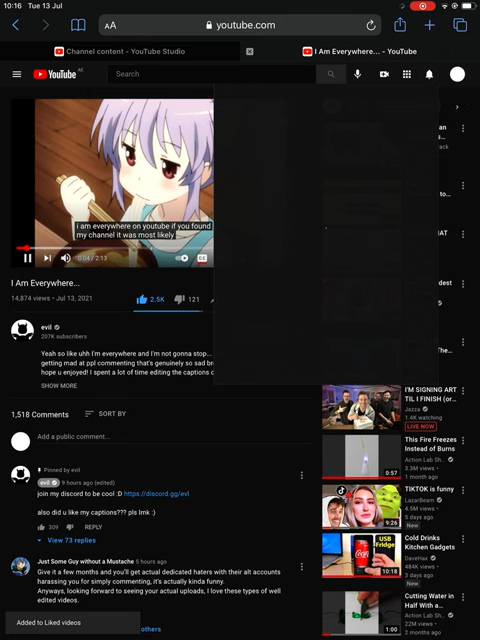 10:16 Tue 13 Jul
AA
youtube.com
Channel content - YouTube Studio
I Am Everywhere... - YouTube
YouTube AE
Search
i am everywhere on youtube if you found
my channel it was most likely
0:04 / 2:13
I Am Everywhere...
14,874 views • Jul 13, 2021
2.5K
121
evil
207K subscribers
Yeah so like uhh I'm everywhere and I'm not gonna stop...
getting mad at ppl commenting that's genuinely so sad br
hope u enjoyed! I spent a lot of time editing the captions c
SHOW MORE
1,518 Comments
SORT BY
Add a public comment...
Pinned by evil
evil 9 hours ago (edited)
join my discord to be cool :D https://discord.gg/evl
also did u like my captions??? pls lmk :)
309
REPLY
View 73 replies
Just Some Guy without a Mustache 5 hours ago
Give it a few months and you'll get actual dedicated haters with their alt accounts
harassing you for simply commenting, it's actually kinda funny.
Anyways, looking forward to seeing your actual uploads, I love these types of well
edited videos.
Added to Liked videos
others
I'M SIGNING ART
TIL I FINISH (or...
Jazza
1.4K watching
LIVE NOW
This Fire Freezes
Instead of Burns
Action Lab Sh...
3.3M views •
1 month ago
0:57
TIKTOK is funny
LazarBeam
4.5M views •
5 days ago
New
9:26
Cold Drinks
Kitchen Gadgets
DaveHax
484K views •
3 days ago
New
USB
Fridge
10:18
Cutting Water in
Half With a...
Action Lab Sh...
22M views •
2 months ago
1:00